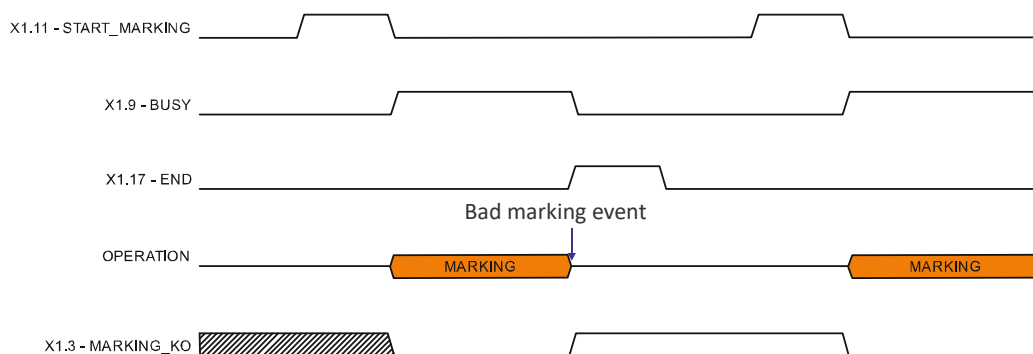 X1.11 - START_MARKING
X1.9 - BUSY
X1.17 - END
Bad marking event
OPERATION
MARKING
MARKING
X1.3 - MARKING_KO